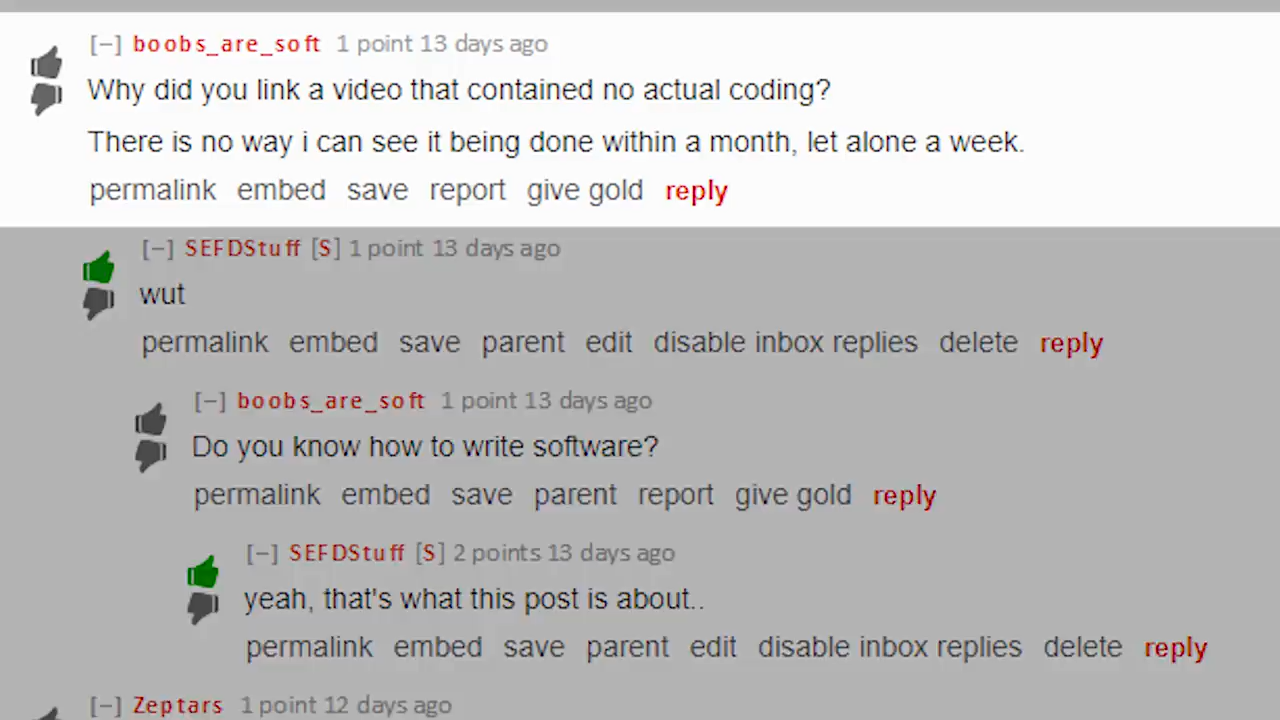 [–] boobs_are_soft 1 point 13 days ago
Why did you link a video that contained no actual coding?
There is no way i can see it being done within a month, let alone a week.
permalink embed save report give gold reply
[–] SEFDStuff [S] 1 point 13 days ago
wut
permalink embed save parent edit disable inbox replies delete reply
[–] boobs_are_soft 1 point 13 days ago
Do you know how to write software?
permalink embed save parent report give gold reply
[–] SEFDStuff [S] 2 points 13 days ago
yeah, that's what this post is about..
permalink embed save parent edit disable inbox replies delete reply
[–] Zeptars 1 point 12 days ago